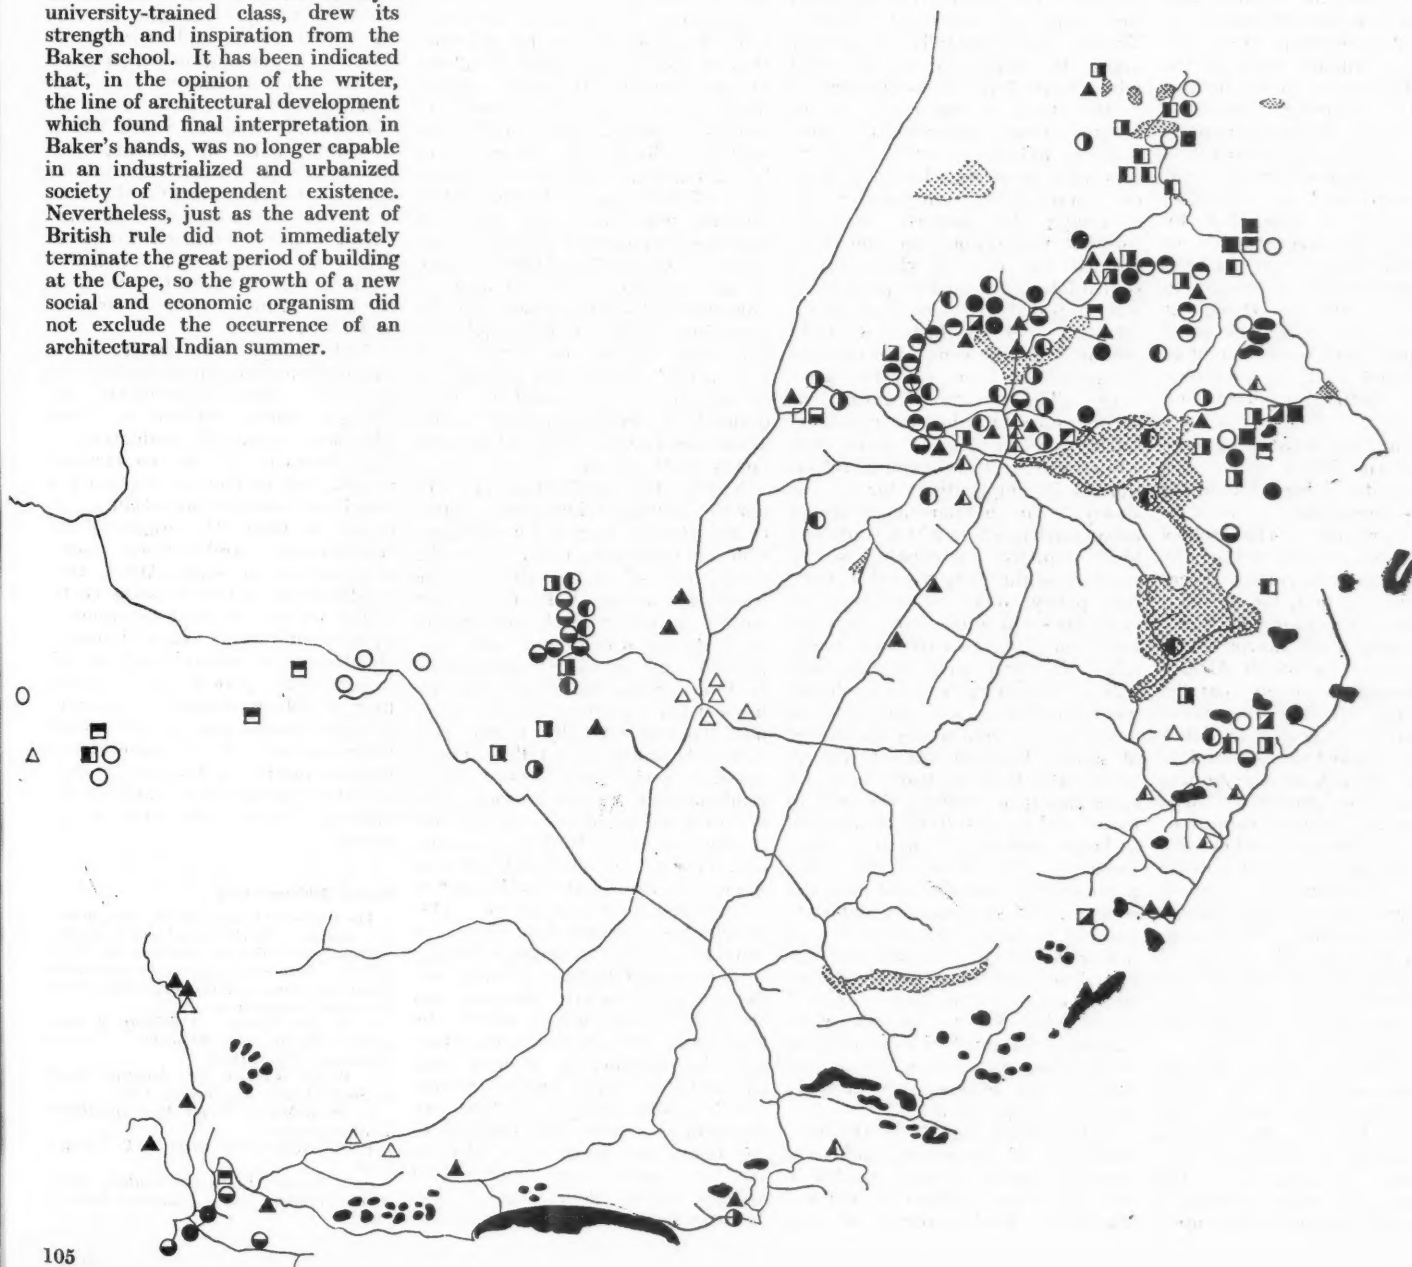 university-trained class, drew its
strength and inspiration from the
Baker school. It has been indicated
that, in the opinion of the writer,
the line of architectural development
which found final interpretation in
Baker's hands, was no longer capable
in an industrialized and urbanized
society of independent existence.
Nevertheless, just as the advent of
British rule did not immediately
terminate the great period of building
at the Cape, so the growth of a new
social and economic organism did
not exclude the occurrence of an
architectural Indian summer.
105